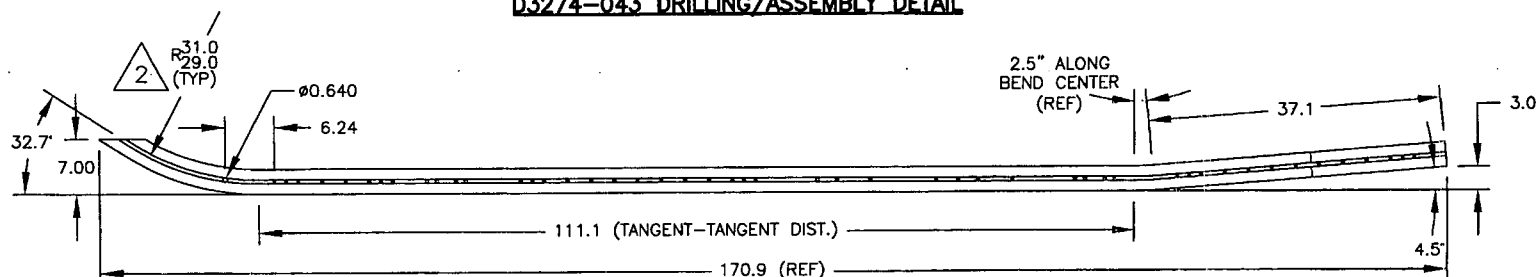 D3274-043 DRILLING/ASSEMBLY DETAIL
2
R31.0
29.0
(TYP)
Ø0.640
6.24
32.7°
7.00
2.5" ALONG
BEND CENTER
(REF)
37.1
3.0
111.1 (TANGENT-TANGENT DIST.)
4.5°
170.9 (REF)